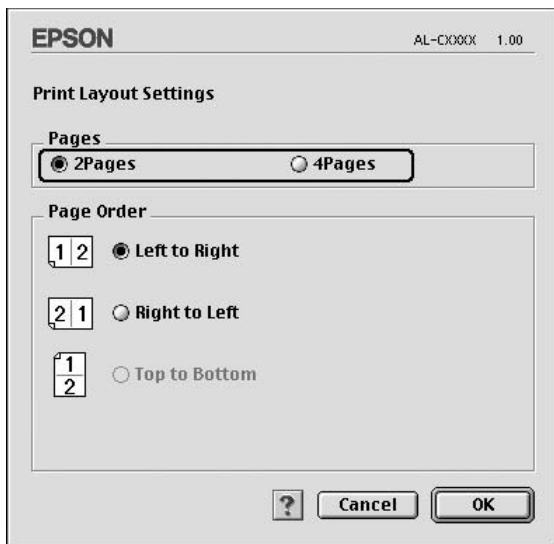 EPSON AL-CXXXX 1.00
Print Layout Settings
Pages
2Pages 4Pages
Page Order
1 2 Left to Right
2 1 Right to Left
1
2 Top to Bottom
? Cancel OK